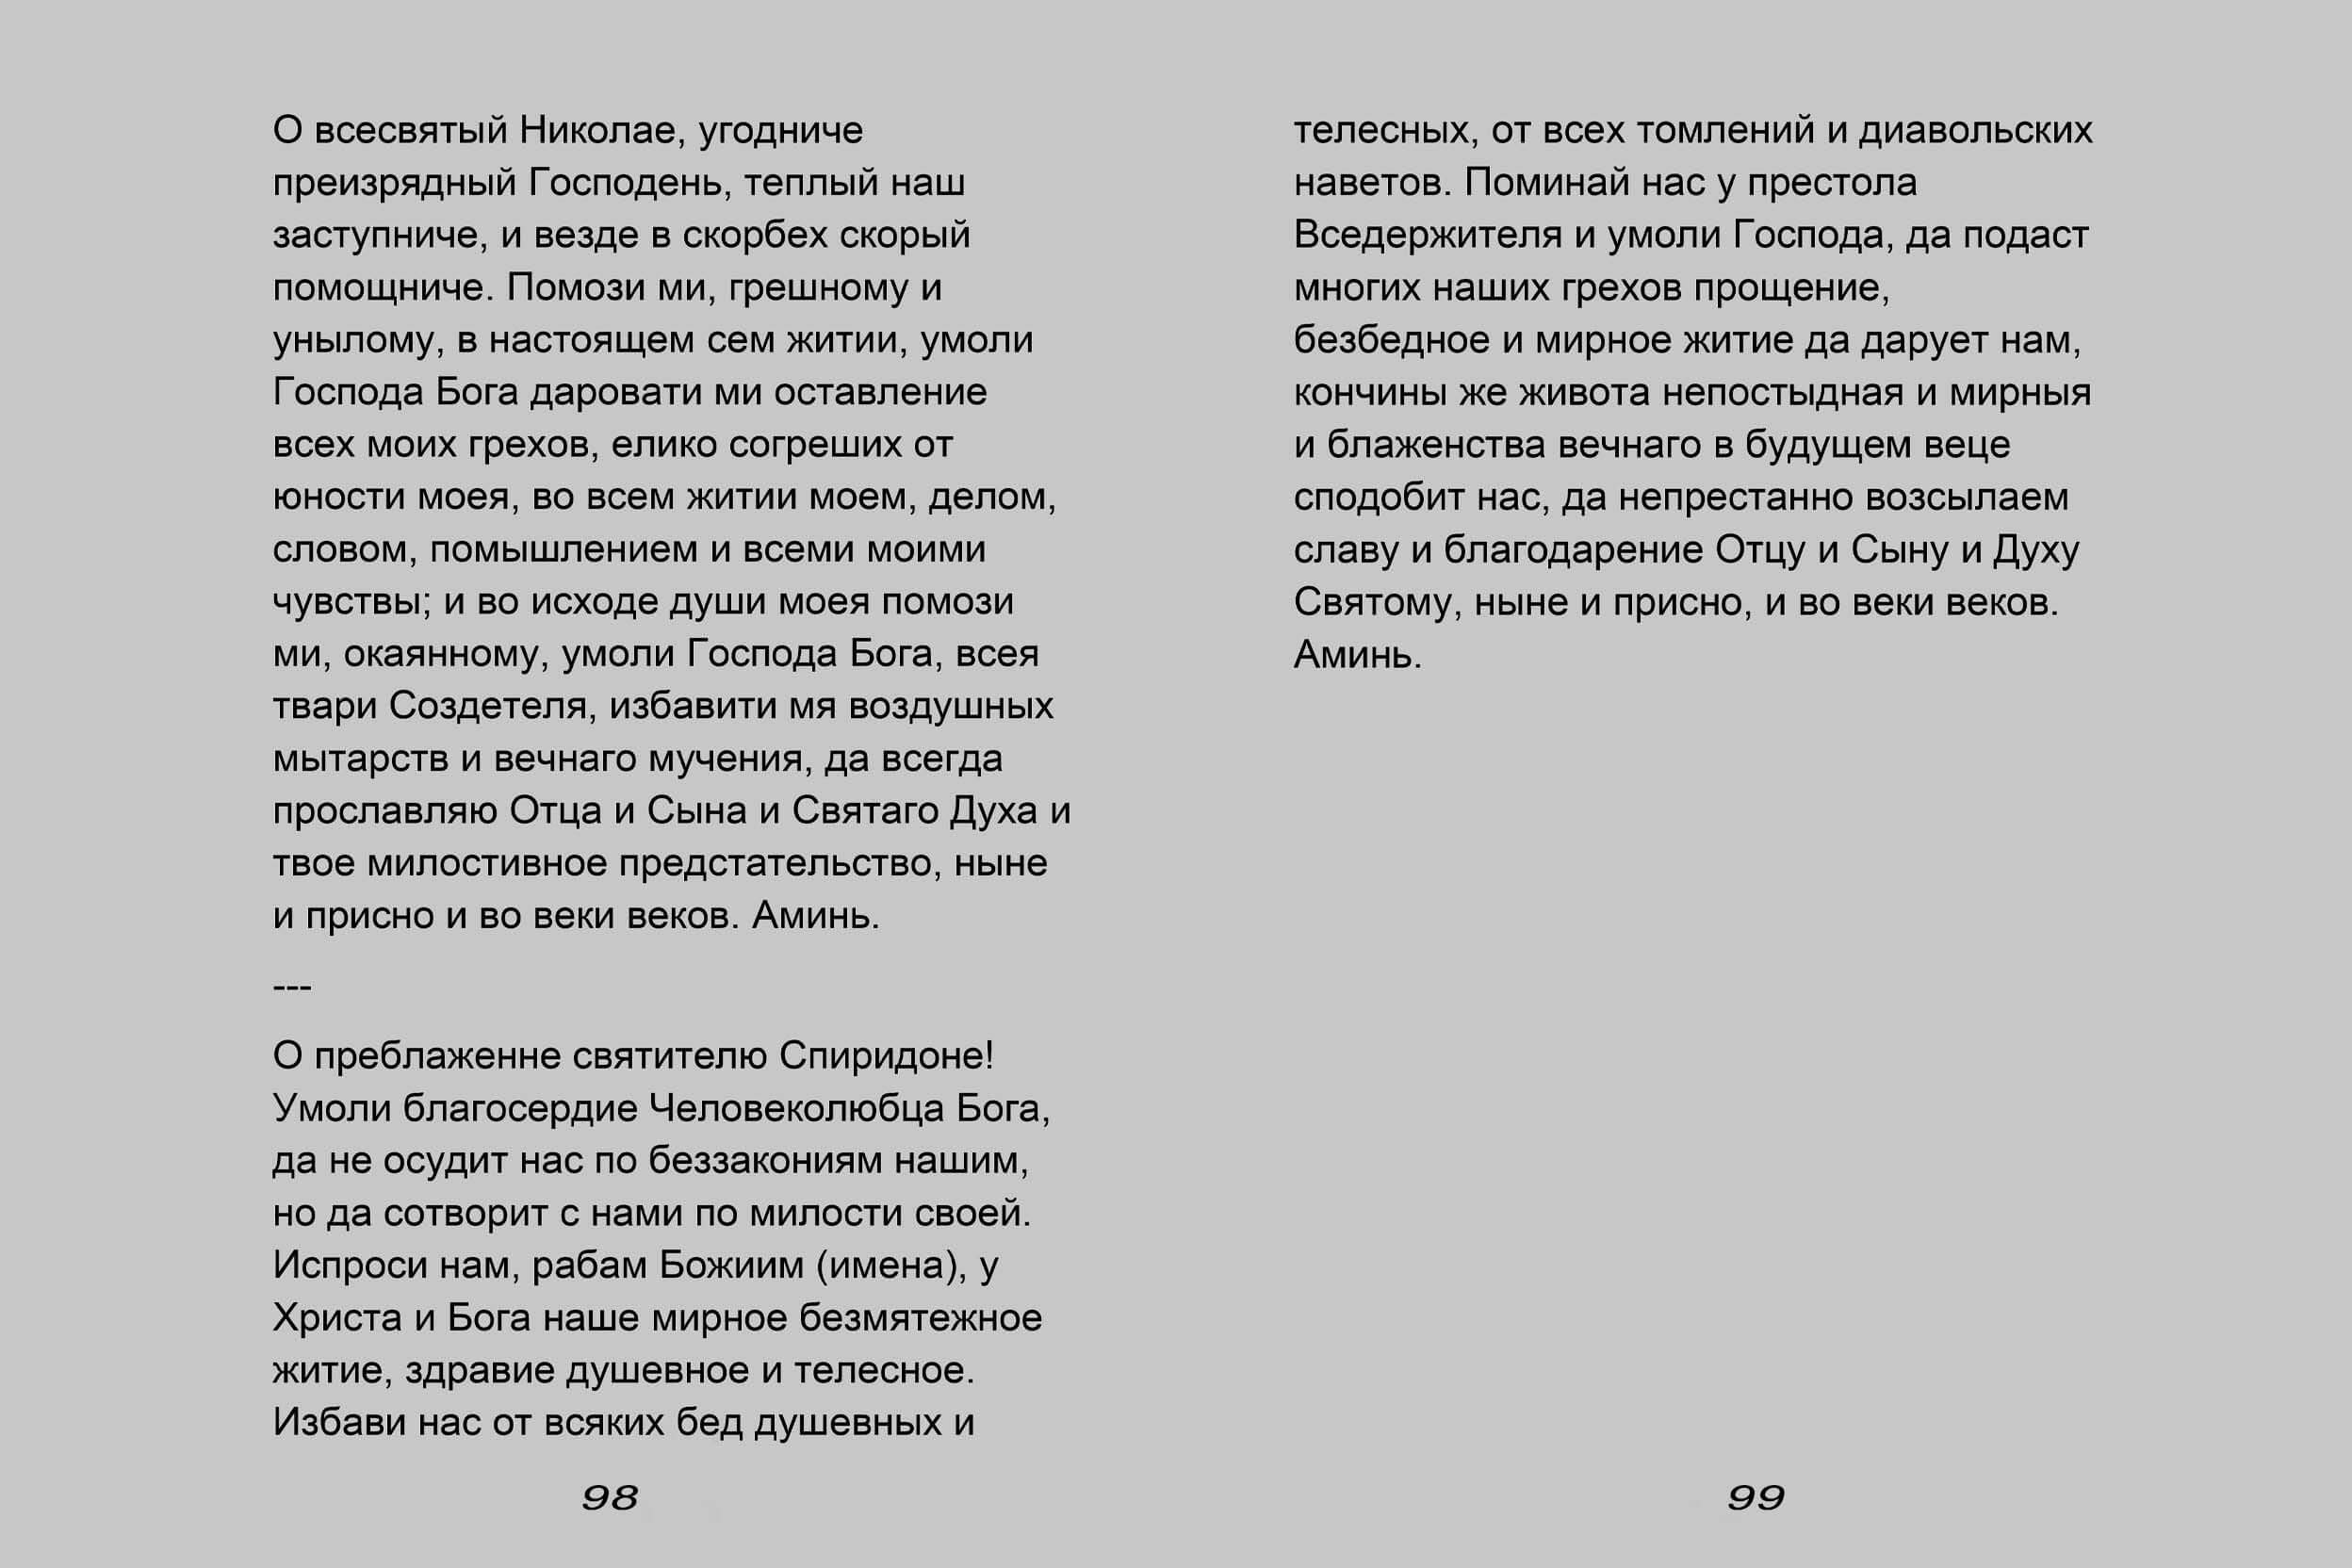 О всесвятый Николае, угодниче
преизрядный Господень, теплый наш
заступниче, и везде в скорбех скорый
помощниче. Помози ми, грешному и
унылому, в настоящем сем житии, умоли
Господа Бога даровати ми оставление
всех моих грехов, елико согреших от
юности моея, во всем житии моем, делом,
словом, помышлением и всеми моими
чувствы; и во исходе души моея помози
ми, окаянному, умоли Господа Бога, всея
твари Создетеля, избавити мя воздушных
мытарств и вечнаго мучения, да всегда
прославляю Отца и Сына и Святаго Духа и
твое милостивное предстательство, ныне
и присно и во веки веков. Аминь.
---
О преблаженне святителю Спиридоне!
Умоли благосердие Человеколюбца Бога,
да не осудит нас по беззакониям нашим,
но да сотворит с нами по милости своей.
Испроси нам, рабам Божиим (имена), у
Христа и Бога наше мирное безмятежное
житие, здравие душевное и телесное.
Избави нас от всяких бед душевных и
98
телесных, от всех томлений и диавольских
наветов. Поминай нас у престола
Вседержителя и умоли Господа, да подаст
многих наших грехов прощение,
безбедное и мирное житие да дарует нам,
кончины же живота непостыдная и мирныя
и блаженства вечнаго в будущем веце
сподобит нас, да непрестанно возсылаем
славу и благодарение Отцу и Сыну и Духу
Святому, ныне и присно, и во веки веков.
Аминь.
99